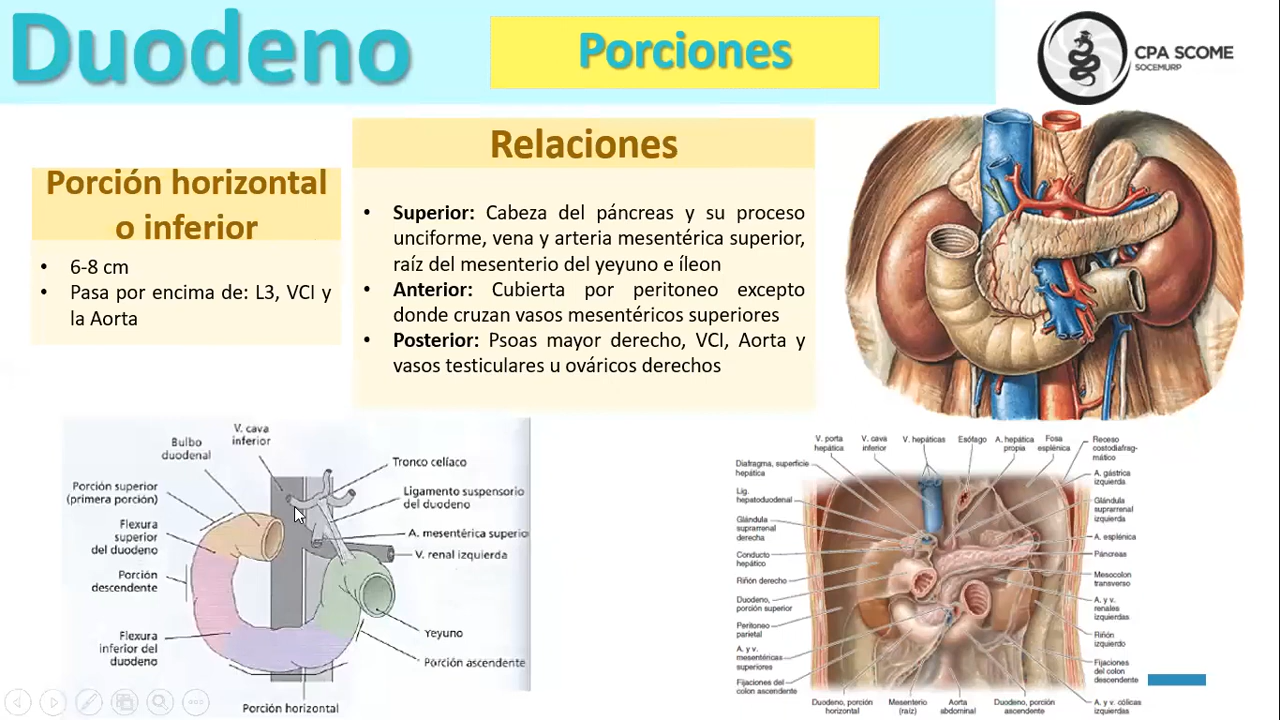 Duodeno
Porciones
CPA SCOME
SOCEMURP
Porción horizontal
o inferior
• 6-8 cm
• Pasa por encima de: L3, VCI y
la Aorta
Relaciones
• Superior: Cabeza del páncreas y su proceso
unciforme, vena y arteria mesentérica superior,
raíz del mesenterio del yeyuno e íleon
• Anterior: Cubierta por peritoneo excepto
donde cruzan vasos mesentéricos superiores
• Posterior: Psoas mayor derecho, VCI, Aorta y
vasos testiculares u ováricos derechos
V. cava
inferior
Bulbo
duodenal
Porción superior
(primera porción)
Flexura
superior
del duodeno
Porción
descendente
Flexura
inferior del
duodeno
Porción horizontal
Tronco celíaco
Ligamento suspensorio
del duodeno
A. mesentérica superio
V. renal izquierda
Yeyuno
Porción ascendente
V. porta
hepática
V. cava
inferior
V. hepáticas
Esófago
A. hepática
propia
Fosa
esplénica
Receso
costodiafrag-
mático
Diafragma, superficie
hepática
Lig.
hepatoduodenal
Glándula
suprarrenal
derecha
Conducto
hepático
Riñón derecho
Duodeno,
porción superior
Peritoneo
parietal
A. y v.
mesentéricas
superiores
Fijaciones del
colon ascendente
A. gástrica
izquierda
Glándula
suprarrenal
izquierda
A. esplénica
Páncreas
Mesocolon
transverso
A. y v.
renales
izquierdas
Riñón
izquierdo
Fijaciones
del colon
descendente
A. y v. cólicas
izquierdas
Duodeno, porción
horizontal
Mesenterio
(raíz)
Aorta
abdominal
Duodeno, porción
ascendente